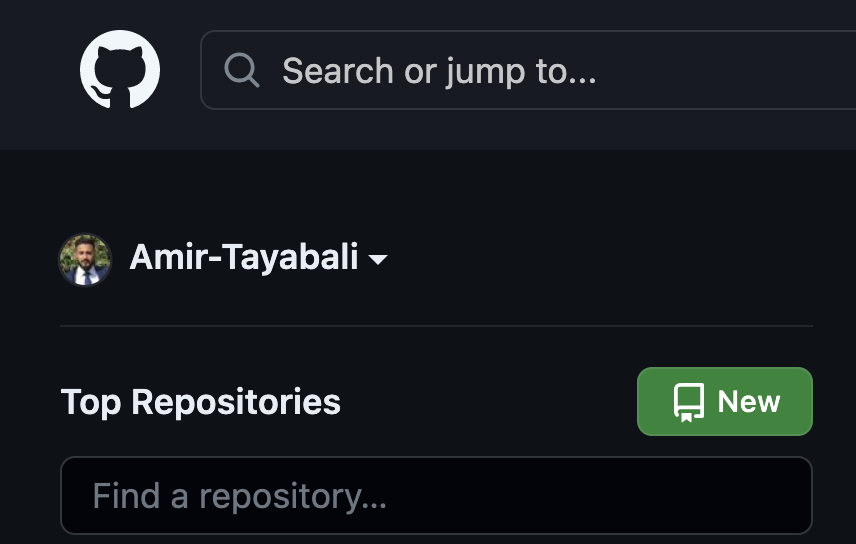 Search or jump to...
Amir-Tayabali
Top Repositories
New
Find a repository...